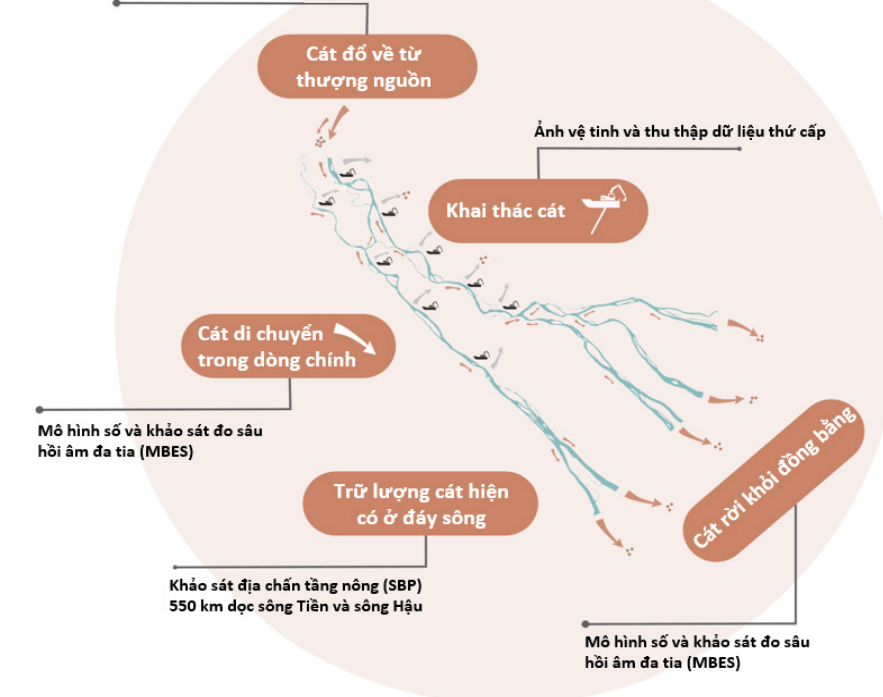 Cát đổ về từ
thượng nguồn
Ảnh vệ tinh và thu thập dữ liệu thứ cấp
Khai thác cát
Cát di chuyển
trong dòng chính
Mô hình số và khảo sát đo sâu
hồi âm đa tia (MBES)
Trữ lượng cát hiện
có ở đáy sông
Cát rời khỏi đồng bằng
Khảo sát địa chấn tầng nông (SBP)
550 km dọc sông Tiền và sông Hậu
Mô hình số và khảo sát đo sâu
hồi âm đa tia (MBES)